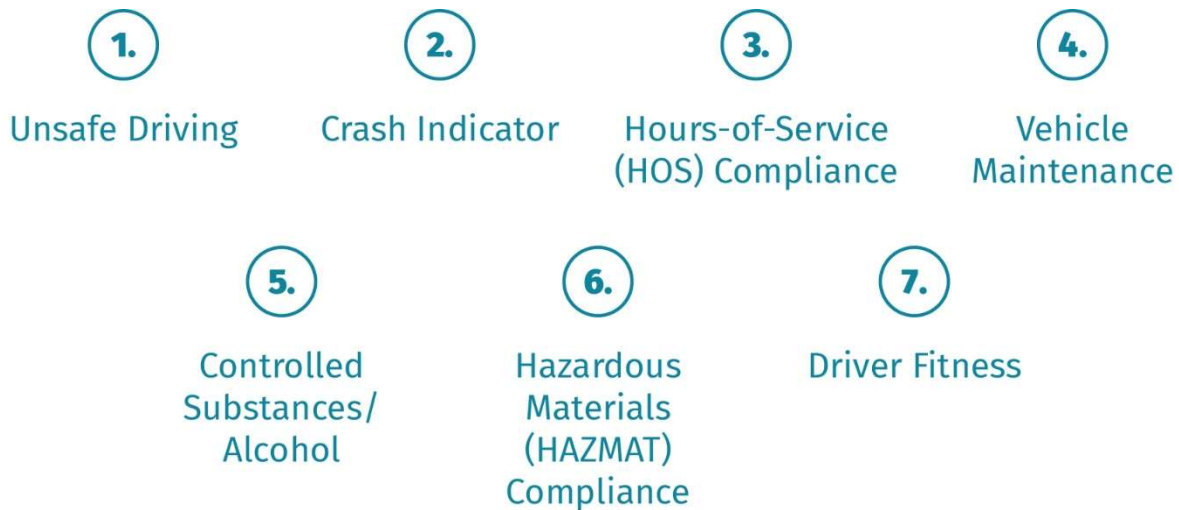 1.
Unsafe Driving
2.
Crash Indicator
3.
Hours-of-Service
(HOS) Compliance
4.
Vehicle
Maintenance
5.
Controlled
Substances/
Alcohol
6.
Hazardous
Materials
(HAZMAT)
Compliance
7.
Driver Fitness